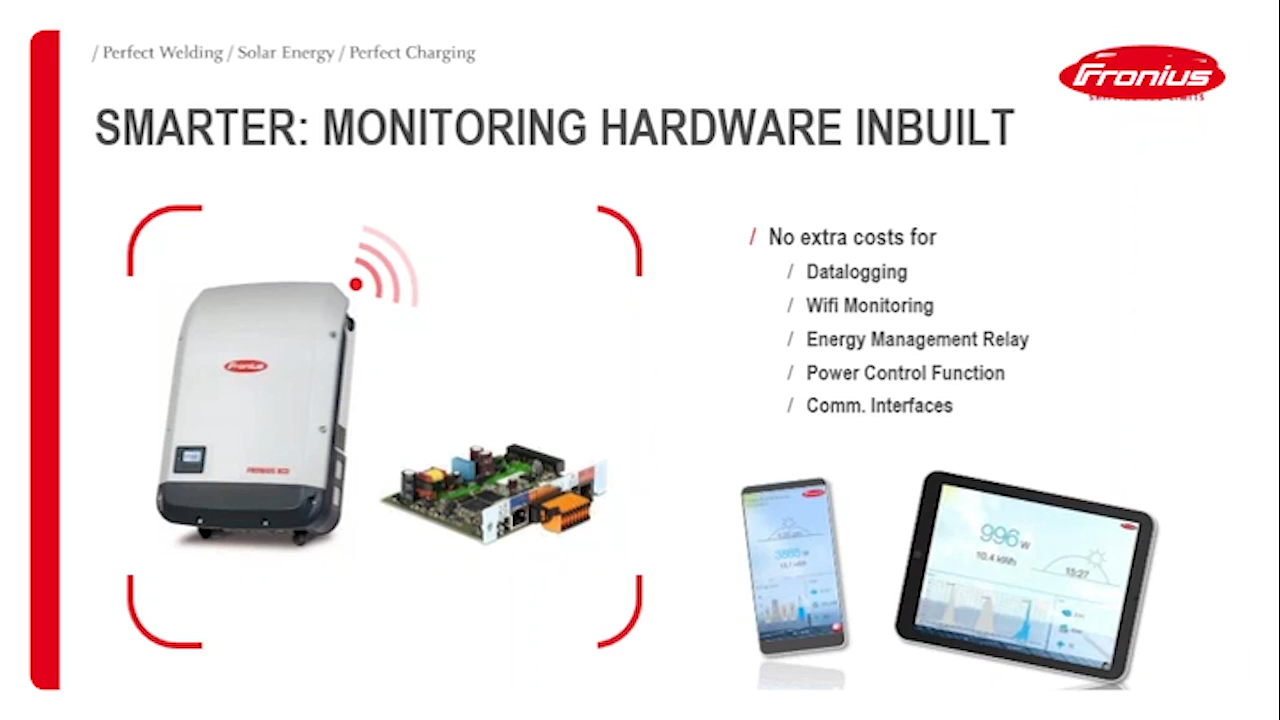 / Perfect Welding / Solar Energy / Perfect Charging
Fronius
SMARTER: MONITORING HARDWARE INBUILT
/ No extra costs for
/ Datalogging
/ Wifi Monitoring
/ Energy Management Relay
/ Power Control Function
/ Comm. Interfaces
Fronius
996 W
10.4 kWh
15:27